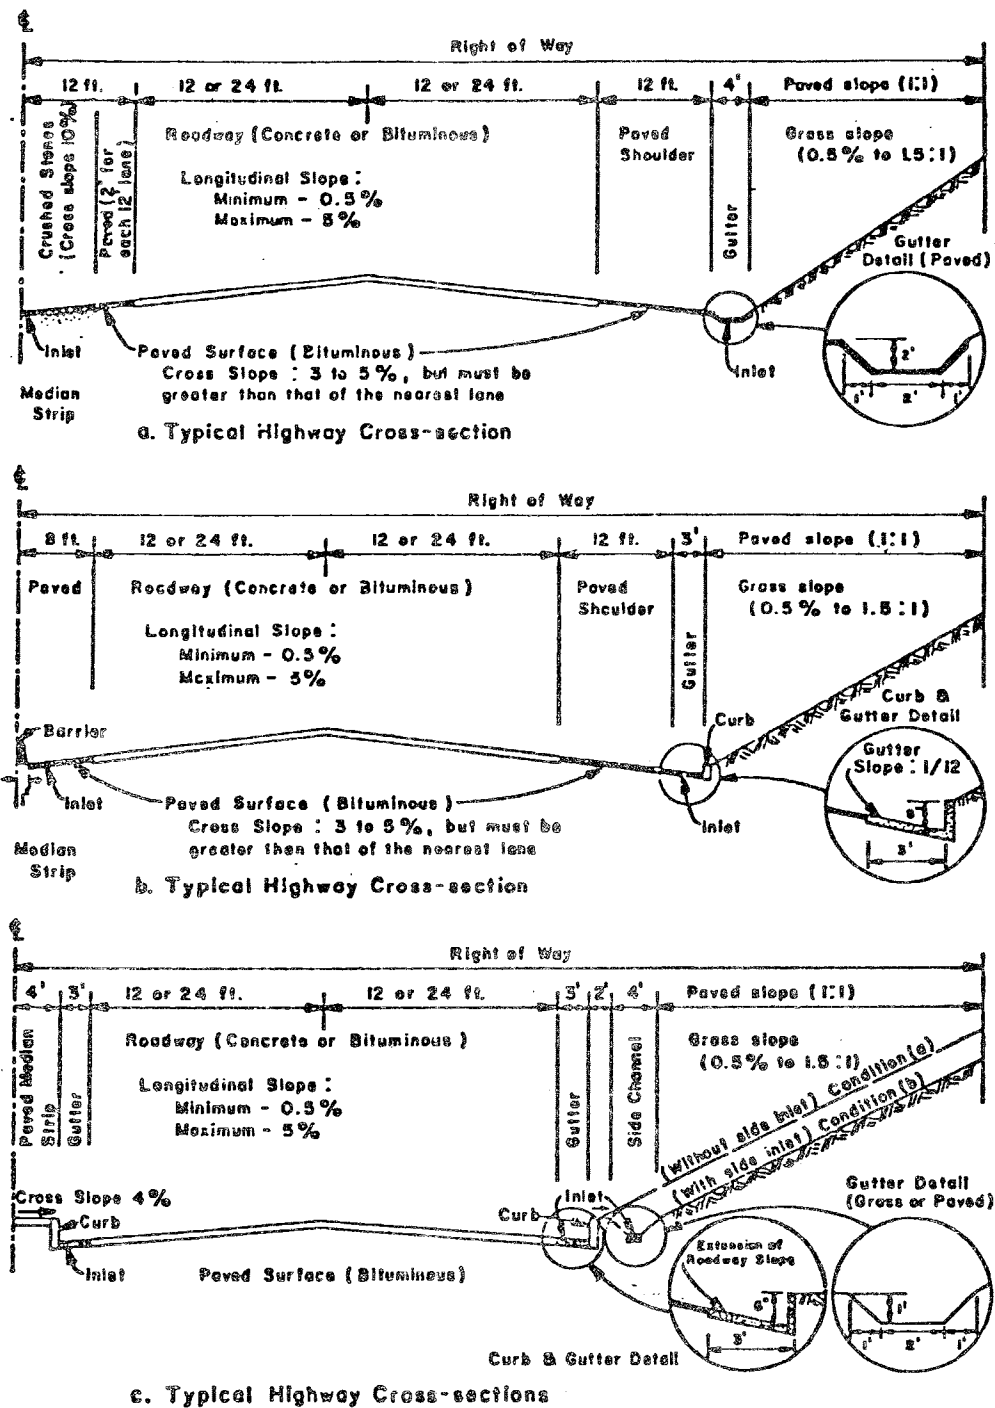 ℄
Right of Way
12 ft. 12 or 24 ft. 12 or 24 ft. 12 ft. 4' Paved slope (1:1)
Crushed Stones
(Cross slope 10%)
Paved (2' for
each 12' lane)
Roadway (Concrete or Bituminous)
Longitudinal Slope:
Minimum - 0.5%
Maximum - 5%
Paved
Shoulder
Gutter
Grass slope
(0.5% to 1.5:1)
Gutter
Detail (Paved)
2'
1' 2' 1'
Inlet
Paved Surface (Bituminous)
Cross Slope : 3 to 5%, but must be
greater than that of the nearest lane
Inlet
Median
Strip
a. Typical Highway Cross-section
℄
Right of Way
8 ft. 12 or 24 ft. 12 or 24 ft. 12 ft. 3' Paved slope (1:1)
Paved
Roadway (Concrete or Bituminous)
Longitudinal Slope:
Minimum - 0.5%
Maximum - 5%
Paved
Shoulder
Gutter
Grass slope
(0.5% to 1.5:1)
Curb &
Gutter Detail
Curb
Barrier
Gutter
Slope: 1/12
3'
Inlet
Paved Surface (Bituminous)
Cross Slope : 3 to 5%, but must be
greater than that of the nearest lane
Inlet
Median
Strip
b. Typical Highway Cross-section
℄
Right of Way
4' 3' 12 or 24 ft. 12 or 24 ft. 3' 2' 4' Paved slope (1:1)
Paved Median
Strip
Gutter
Roadway (Concrete or Bituminous)
Longitudinal Slope:
Minimum - 0.5%
Maximum - 5%
Gutter
Side Channel
Grass slope
(0.5% to 1.5:1)
(Without side inlet) Condition (a)
(With side inlet) Condition (b)
Cross Slope 4%
Curb
Inlet
Paved Surface (Bituminous)
Inlet
Curb
Gutter Detail
(Grass or Paved)
Extension of
Roadway Slope
6"
3'
1'
1' 2' 1'
Curb & Gutter Detail
c. Typical Highway Cross-sections